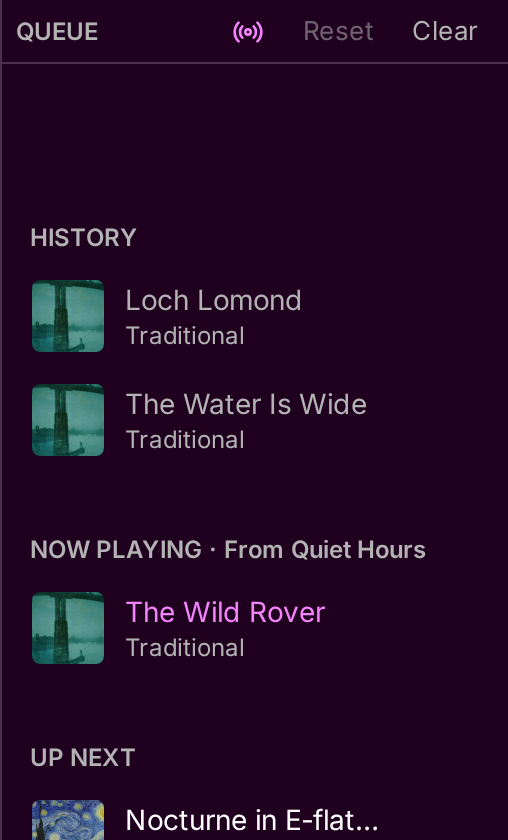 QUEUE
Reset
Clear
HISTORY
Loch Lomond
Traditional
The Water Is Wide
Traditional
NOW PLAYING · From Quiet Hours
The Wild Rover
Traditional
UP NEXT
Nocturne in E-flat...